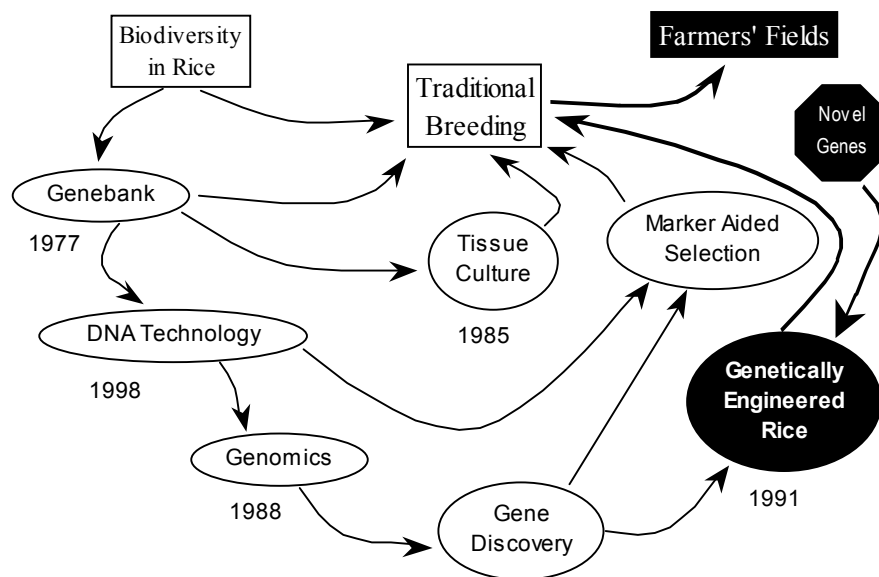 Biodiversity
in Rice
Farmers' Fields
Traditional
Breeding
Novel
Genes
Genebank
1977
Tissue
Culture
1985
Marker Aided
Selection
DNA Technology
1998
Genetically
Engineered
Rice
1991
Genomics
1988
Gene
Discovery